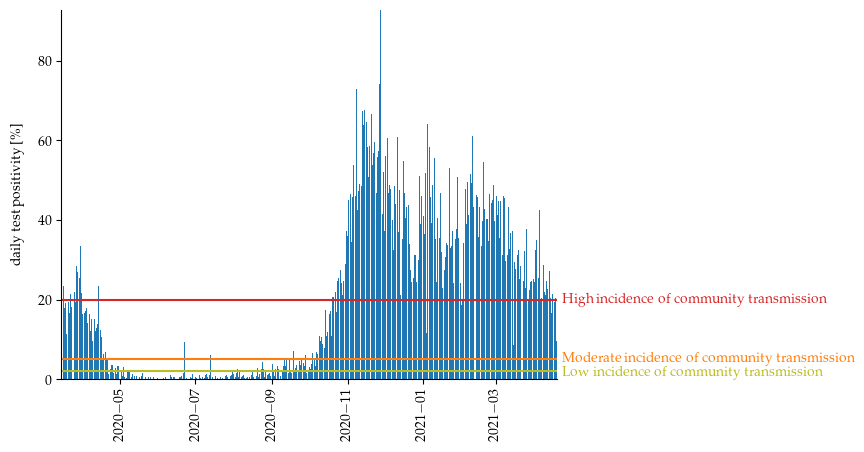 daily test positivity [%]
80
60
40
20
0
High incidence of community transmission
Moderate incidence of community transmission
Low incidence of community transmission
2020−05
2020−07
2020−09
2020−11
2021−01
2021−03